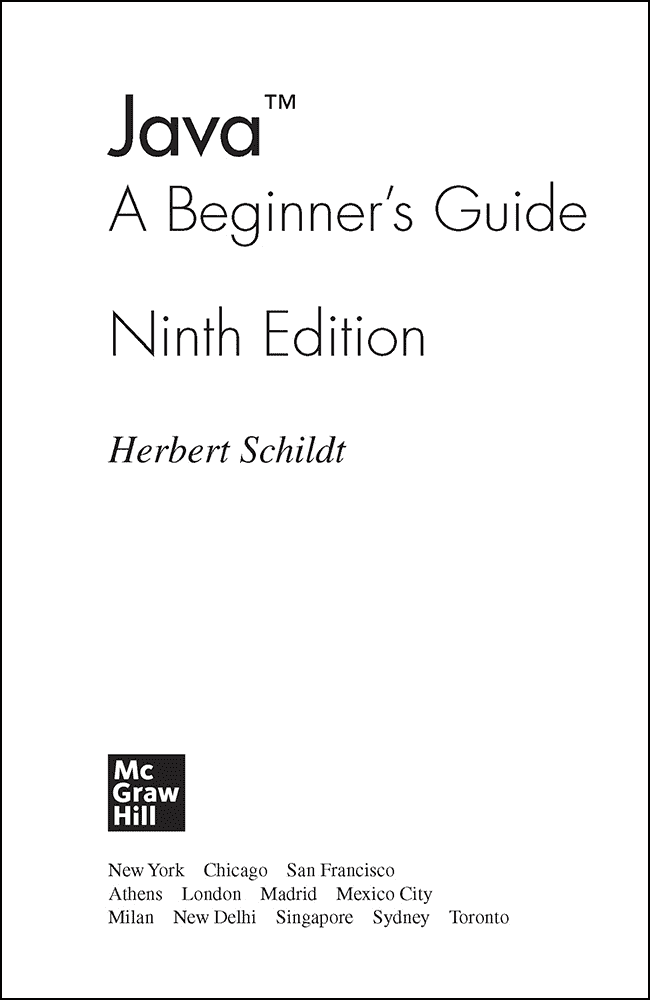 Java™
A Beginner’s Guide
Ninth Edition
Herbert Schildt
Mc
Graw
Hill
New York Chicago San Francisco
Athens London Madrid Mexico City
Milan New Delhi Singapore Sydney Toronto